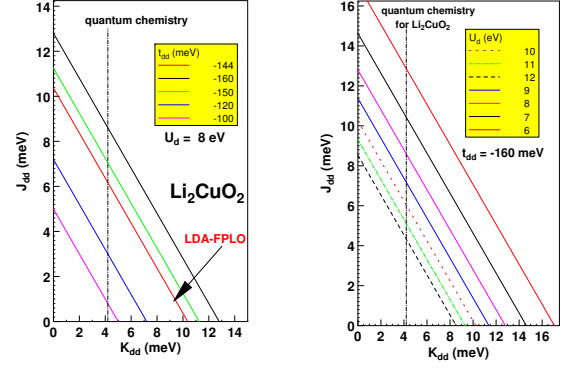 quantum chemistry
t_dd (meV)
-144
-160
-150
-120
-100
U_d = 8 eV
Li₂CuO₂
LDA-FPLO
J_dd (meV)
14
12
10
8
6
4
2
0
0 2 4 6 8 10 12 14
K_dd (meV)
quantum chemistry
for Li2CuO2
U_d (eV)
10
11
12
9
8
7
6
t_dd = -160 meV
J_dd (meV)
16
14
12
10
8
6
4
2
0
0 2 4 6 8 10 12 14 16
K_dd (meV)